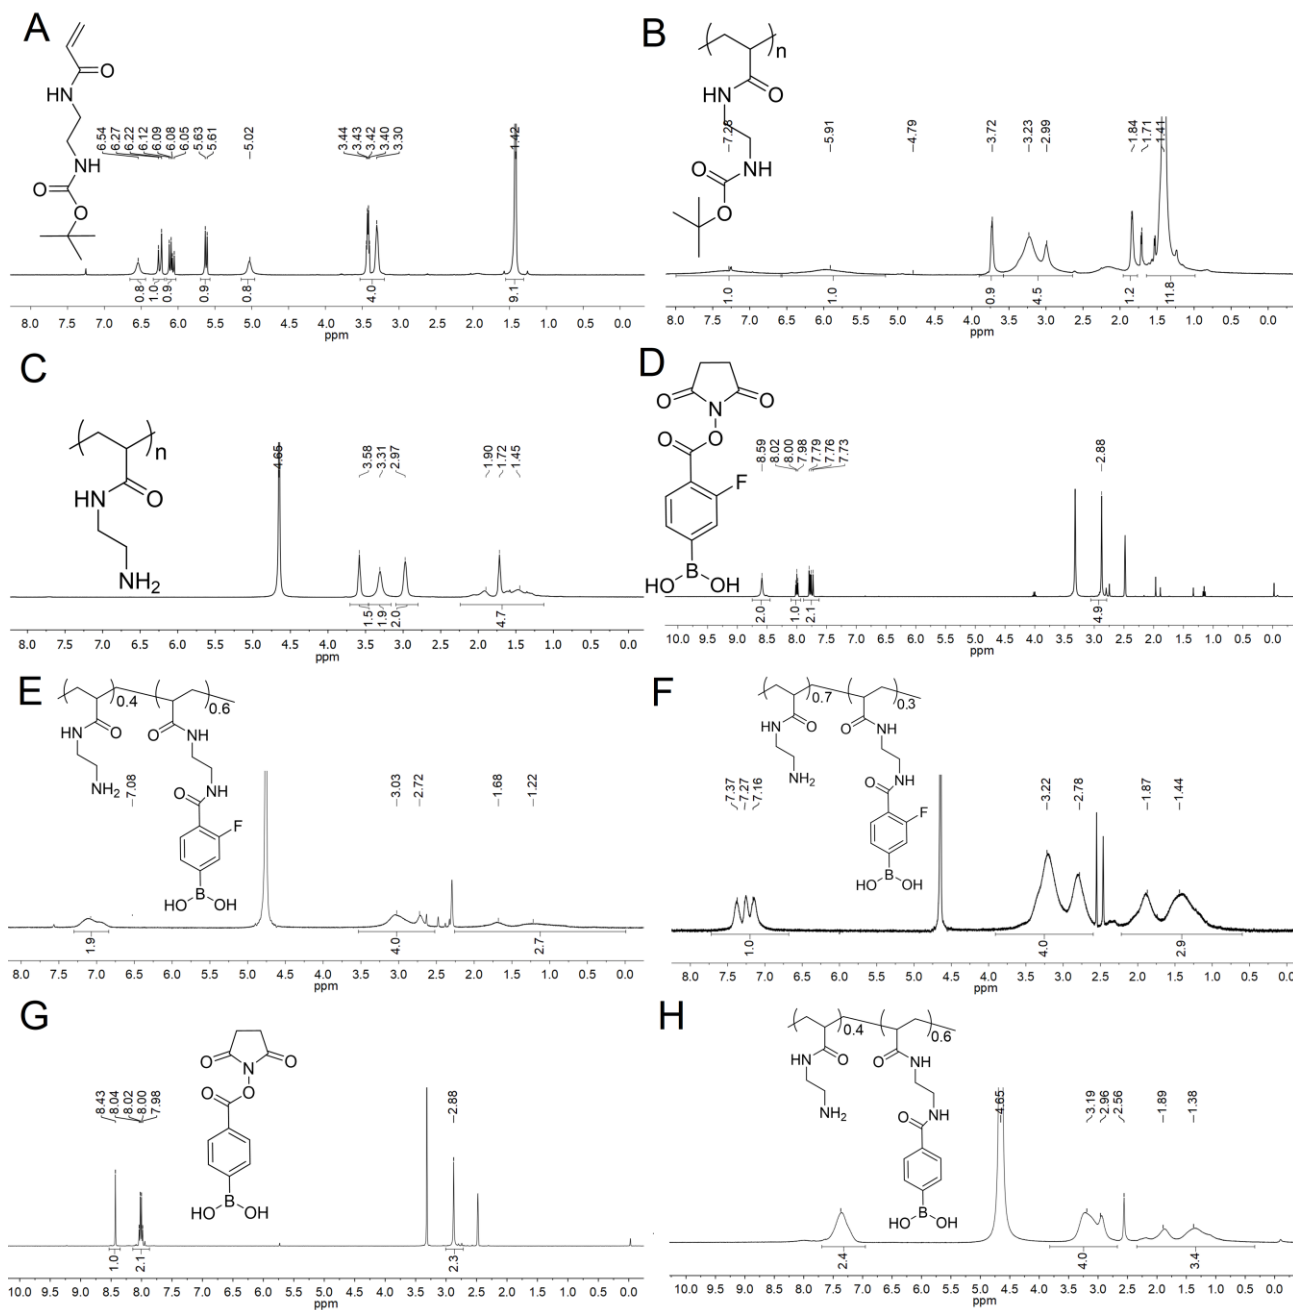 A
O
HN
NH
O
O
6.54
6.27
6.22
6.12
6.09
6.08
6.05
5.63
5.61
5.02
3.44
3.43
3.42
3.40
3.30
1.42
0.8
1.0
0.9
0.9
0.8
4.0
9.1
8.0 7.5 7.0 6.5 6.0 5.5 5.0 4.5 4.0 3.5 3.0 2.5 2.0 1.5 1.0 0.5 0.0
ppm
B
n
HN O
NH
O
O
7.26
5.91
4.79
3.72
3.23
2.99
1.84
1.71
1.41
1.0
1.0
0.9
4.5
1.2
11.8
8.0 7.5 7.0 6.5 6.0 5.5 5.0 4.5 4.0 3.5 3.0 2.5 2.0 1.5 1.0 0.5 0.0
ppm
C
n
HN O
NH2
4.65
3.58
3.31
2.97
1.90
1.72
1.45
1.5
1.9
2.0
4.7
8.0 7.5 7.0 6.5 6.0 5.5 5.0 4.5 4.0 3.5 3.0 2.5 2.0 1.5 1.0 0.5 0.0
ppm
D
O N O
O O
F
B
HO OH
8.59
8.02
8.00
7.98
7.79
7.76
7.73
2.88
2.0
1.0
2.1
4.9
10.0 9.5 9.0 8.5 8.0 7.5 7.0 6.5 6.0 5.5 5.0 4.5 4.0 3.5 3.0 2.5 2.0 1.5 1.0 0.5 0.0
ppm
E
0.4 0.6
HN O O NH
NH2 NH
O
F
B
HO OH
7.08
3.03
2.72
1.68
1.22
1.9
4.0
2.7
8.0 7.5 7.0 6.5 6.0 5.5 5.0 4.5 4.0 3.5 3.0 2.5 2.0 1.5 1.0 0.5 0.0
ppm
F
0.7 0.3
HN O O NH
NH2 NH
O
F
B
HO OH
7.37
7.27
7.16
3.22
2.78
1.87
1.44
1.0
4.0
2.9
8.0 7.5 7.0 6.5 6.0 5.5 5.0 4.5 4.0 3.5 3.0 2.5 2.0 1.5 1.0 0.5 0.0
ppm
G
O N O
O O
B
HO OH
8.43
8.04
8.02
8.00
7.98
2.88
1.0
2.1
2.3
10.0 9.5 9.0 8.5 8.0 7.5 7.0 6.5 6.0 5.5 5.0 4.5 4.0 3.5 3.0 2.5 2.0 1.5 1.0 0.5 0.0
ppm
H
0.4 0.6
HN O O NH
NH2 NH
O
B
HO OH
4.65
3.19
2.96
2.56
1.89
1.38
2.4
4.0
3.4
10.0 9.5 9.0 8.5 8.0 7.5 7.0 6.5 6.0 5.5 5.0 4.5 4.0 3.5 3.0 2.5 2.0 1.5 1.0 0.5 0.0
ppm